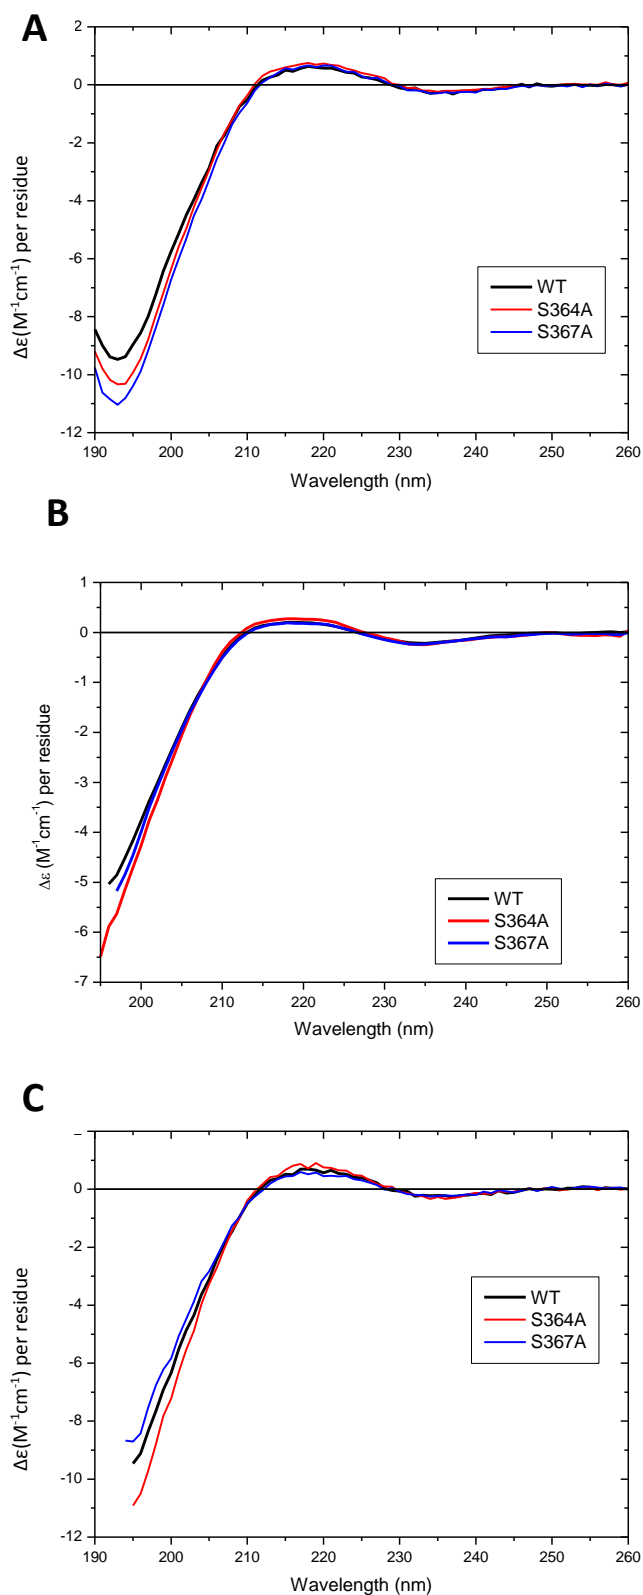 A
2
0
-2
-4
-6
-8
-10
-12
Δε(M⁻¹cm⁻¹) per residue
WT
S364A
S367A
190 200 210 220 230 240 250 260
Wavelength (nm)
B
1
0
-1
-2
-3
-4
-5
-6
-7
Δε (M⁻¹cm⁻¹) per residue
WT
S364A
S367A
200 210 220 230 240 250 260
Wavelength (nm)
C
0
-2
-4
-6
-8
-10
-12
Δε(M⁻¹cm⁻¹) per residue
WT
S364A
S367A
190 200 210 220 230 240 250 260
Wavelength (nm)